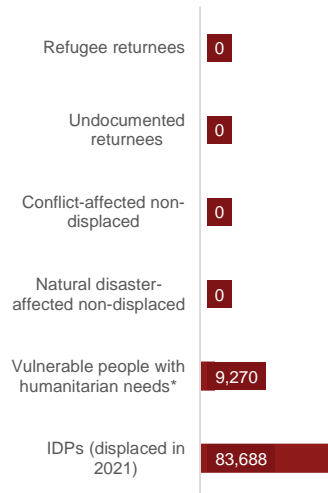 Refugee returnees
0
Undocumented
returnees
0
Conflict-affected non-
displaced
0
Natural disaster-
affected non-displaced
0
Vulnerable people with
humanitarian needs*
9,270
IDPs (displaced in
2021)
83,688